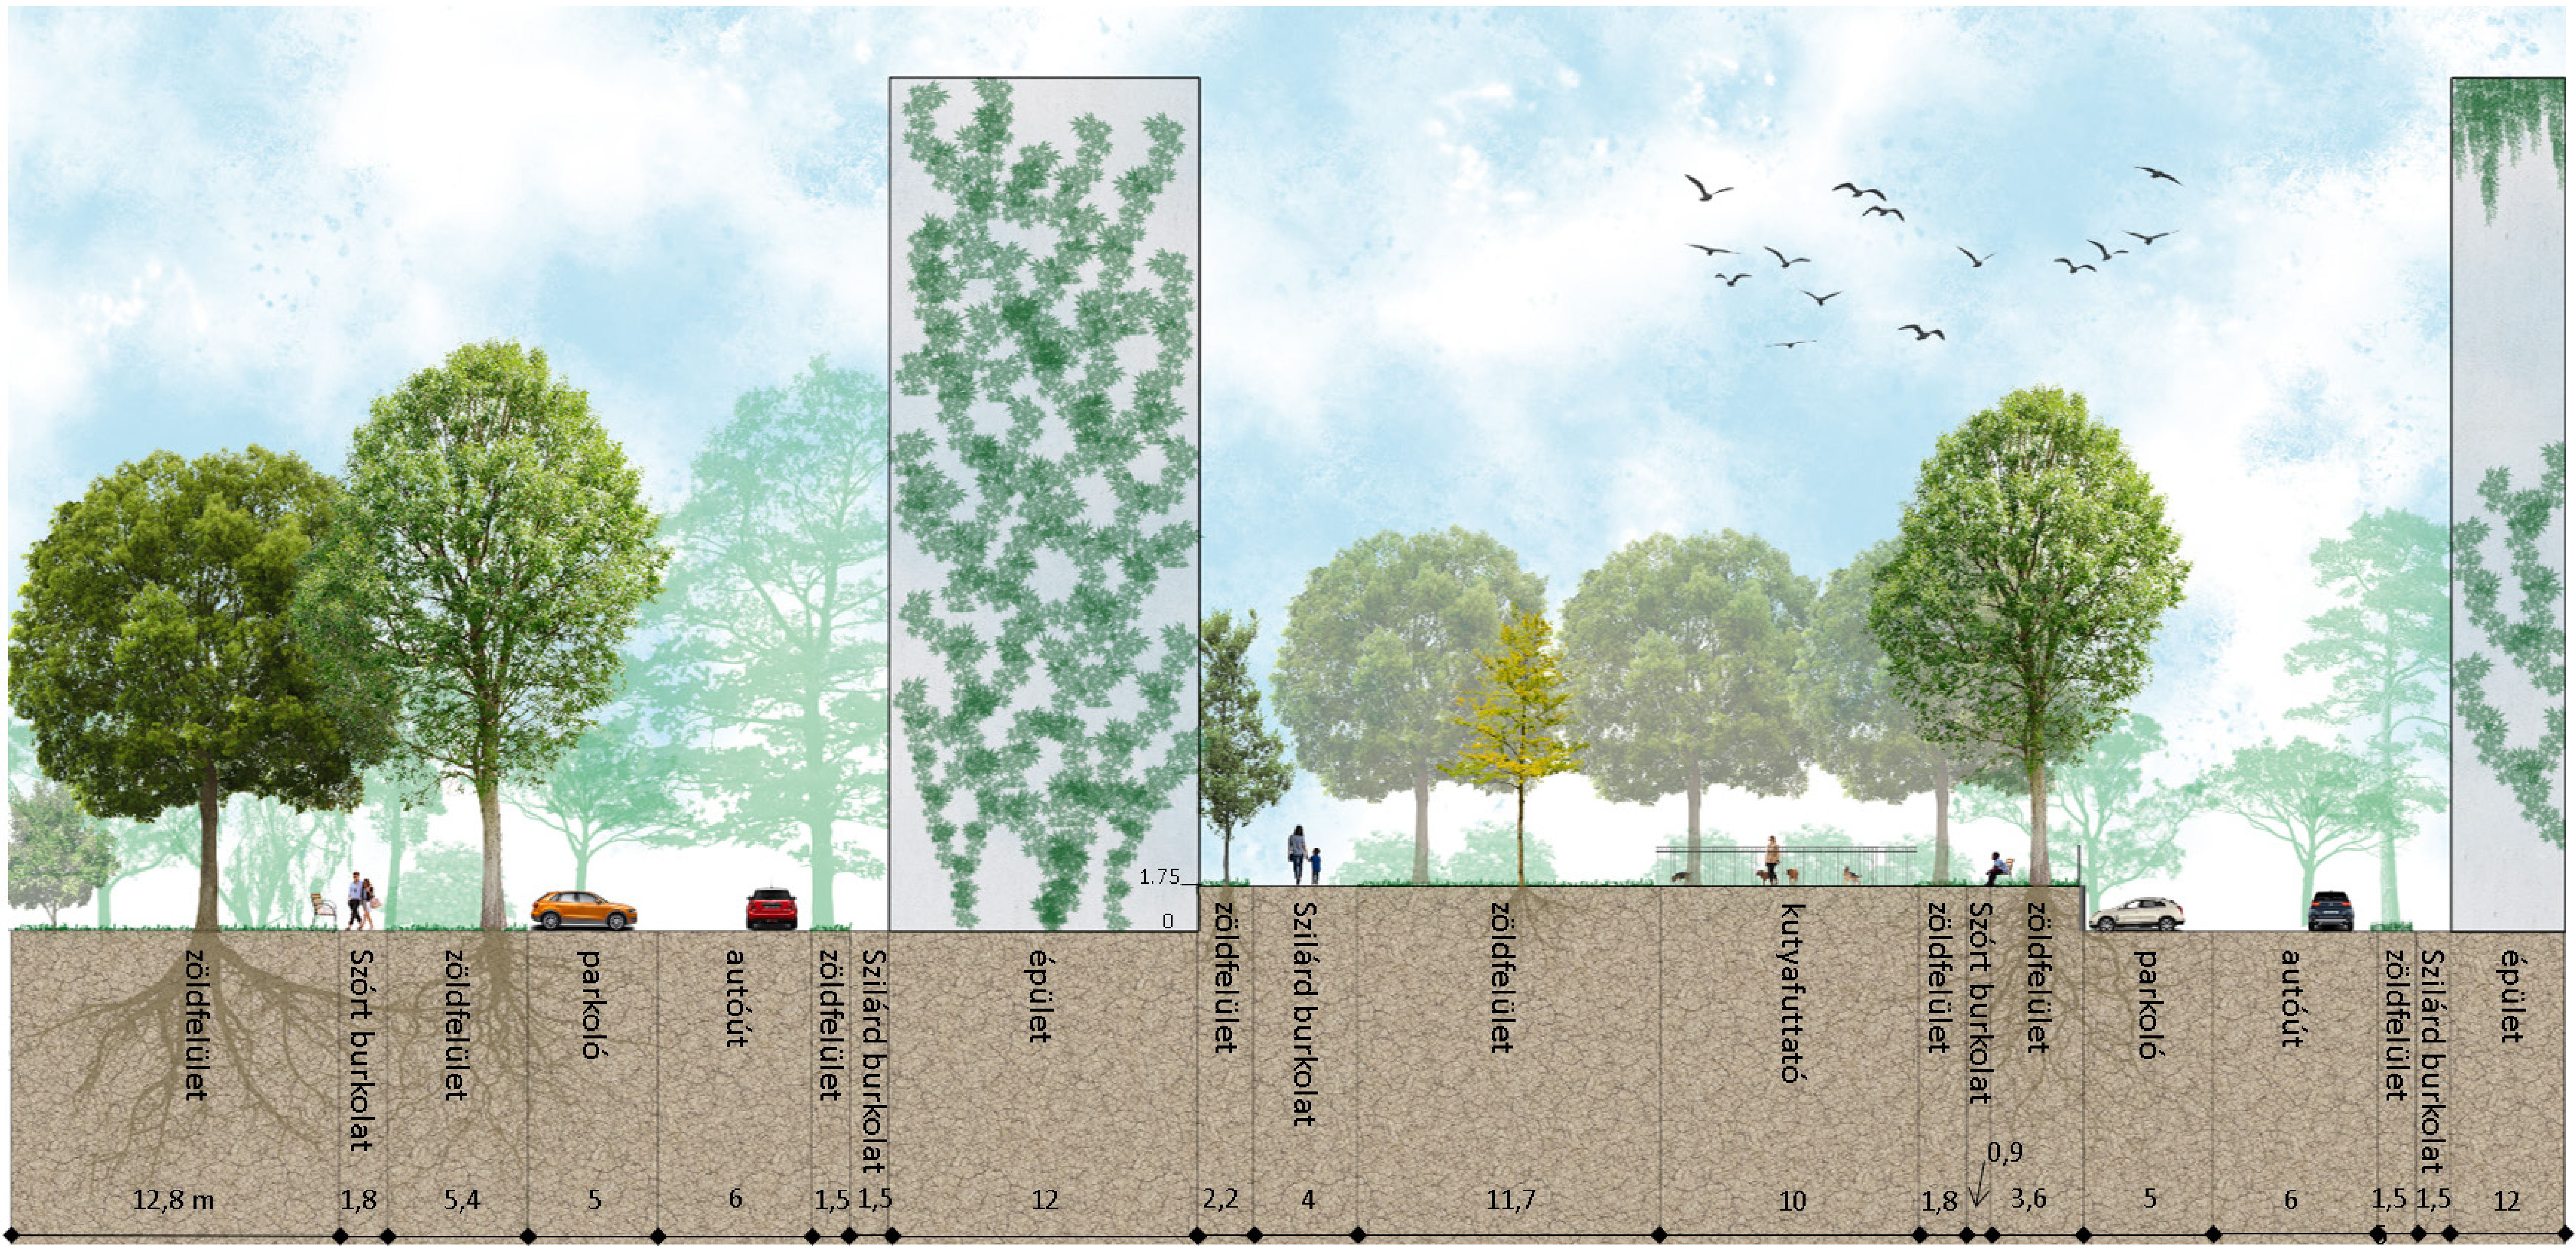 1.75
0
zöldfelület
Szórt burkolat
zöldfelület
parkoló
autóút
zöldfelület
Szilárd burkolat
épület
zöldfelület
Szilárd burkolat
zöldfelület
kutyafuttató
zöldfelület
Szórt burkolat
zöldfelület
parkoló
autóút
zöldfelület
Szilárd burkolat
épület
0,9
12,8 m
1,8
5,4
5
6
1,5
1,5
12
2,2
4
11,7
10
1,8
3,6
5
6
1,5
1,5
12